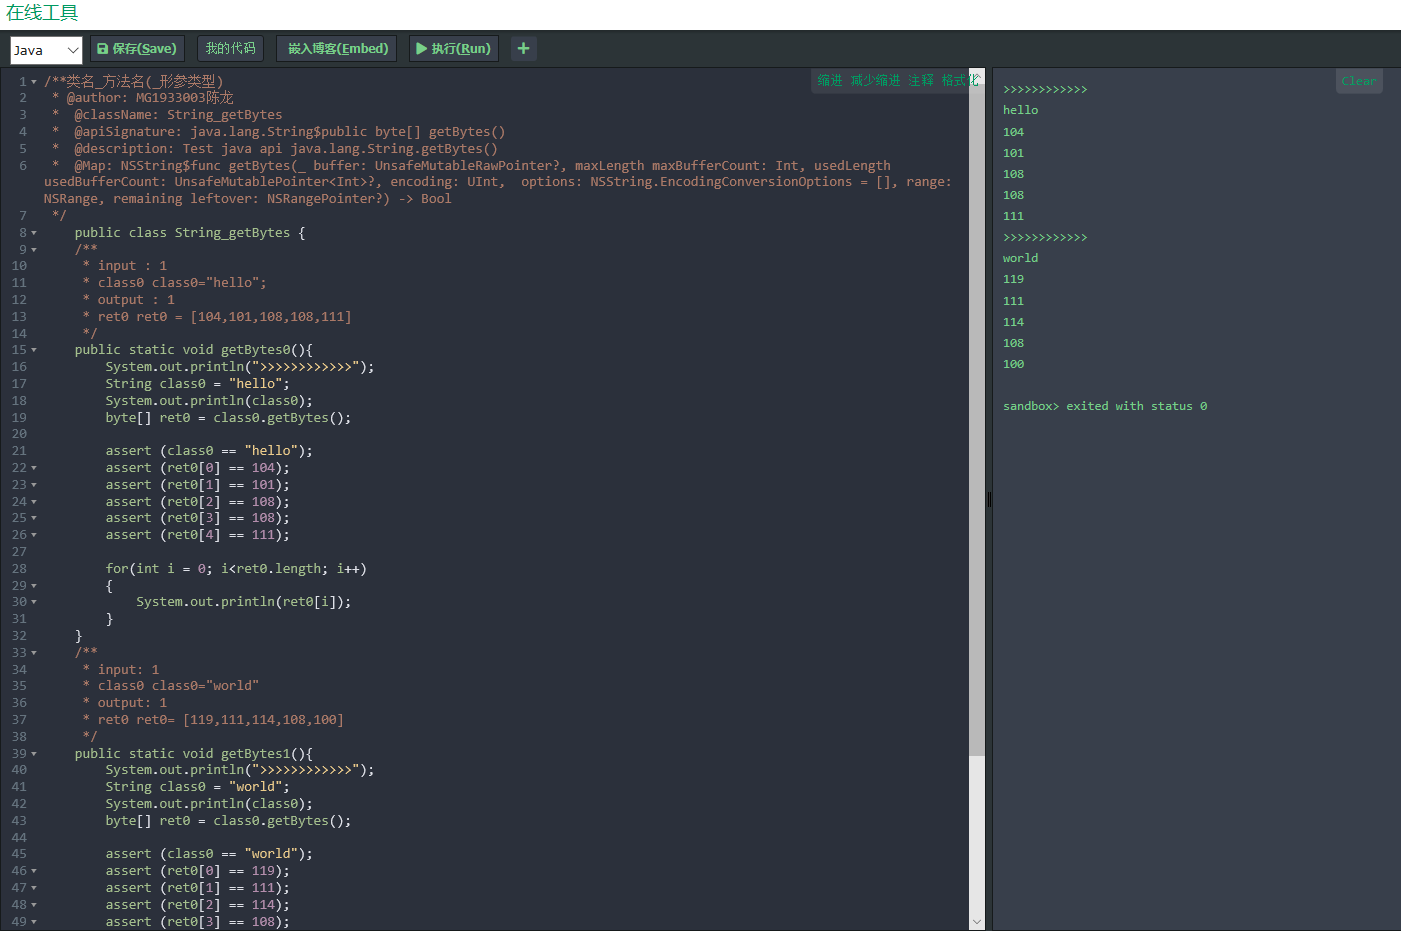 在线工具
Java 保存(Save) 我的代码 嵌入博客(Embed) 执行(Run) +
缩进 减少缩进 注释 格式化
1 /**类名_方法名(_形参类型)
2 * @author: MG1933003陈龙
3 * @className: String_getBytes
4 * @apiSignature: java.lang.String$public byte[] getBytes()
5 * @description: Test java api java.lang.String.getBytes()
6 * @Map: NSString$func getBytes(_ buffer: UnsafeMutableRawPointer?, maxLength maxBufferCount: Int, usedLength
usedBufferCount: UnsafeMutablePointer<Int>?, encoding: UInt,  options: NSString.EncodingConversionOptions = [], range:
NSRange, remaining leftover: NSRangePointer?) -> Bool
7 */
8 public class String_getBytes {
9 /**
10 * input : 1
11 * class0 class0="hello";
12 * output : 1
13 * ret0 ret0 = [104,101,108,108,111]
14 */
15 public static void getBytes0(){
16 System.out.println(">>>>>>>>>>>>");
17 String class0 = "hello";
18 System.out.println(class0);
19 byte[] ret0 = class0.getBytes();
20
21 assert (class0 == "hello");
22 assert (ret0[0] == 104);
23 assert (ret0[1] == 101);
24 assert (ret0[2] == 108);
25 assert (ret0[3] == 108);
26 assert (ret0[4] == 111);
27
28 for(int i = 0; i<ret0.length; i++)
29 {
30 System.out.println(ret0[i]);
31 }
32 }
33 /**
34 * input: 1
35 * class0 class0="world"
36 * output: 1
37 * ret0 ret0= [119,111,114,108,100]
38 */
39 public static void getBytes1(){
40 System.out.println(">>>>>>>>>>>>");
41 String class0 = "world";
42 System.out.println(class0);
43 byte[] ret0 = class0.getBytes();
44
45 assert (class0 == "world");
46 assert (ret0[0] == 119);
47 assert (ret0[1] == 111);
48 assert (ret0[2] == 114);
49 assert (ret0[3] == 108);
Clear
>>>>>>>>>>>>
hello
104
101
108
108
111
>>>>>>>>>>>>
world
119
111
114
108
100
sandbox> exited with status 0